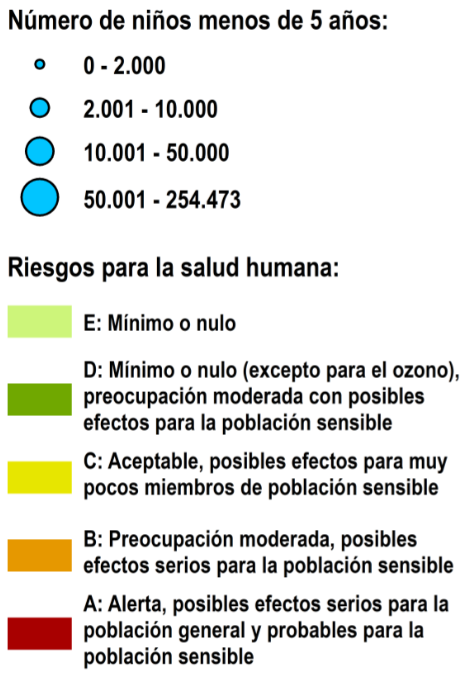 Número de niños menos de 5 años:
0 - 2.000
2.001 - 10.000
10.001 - 50.000
50.001 - 254.473
Riesgos para la salud humana:
E: Mínimo o nulo
D: Mínimo o nulo (excepto para el ozono),
preocupación moderada con posibles
efectos para la población sensible
C: Aceptable, posibles efectos para muy
pocos miembros de población sensible
B: Preocupación moderada, posibles
efectos serios para la población sensible
A: Alerta, posibles efectos serios para la
población general y probables para la
población sensible